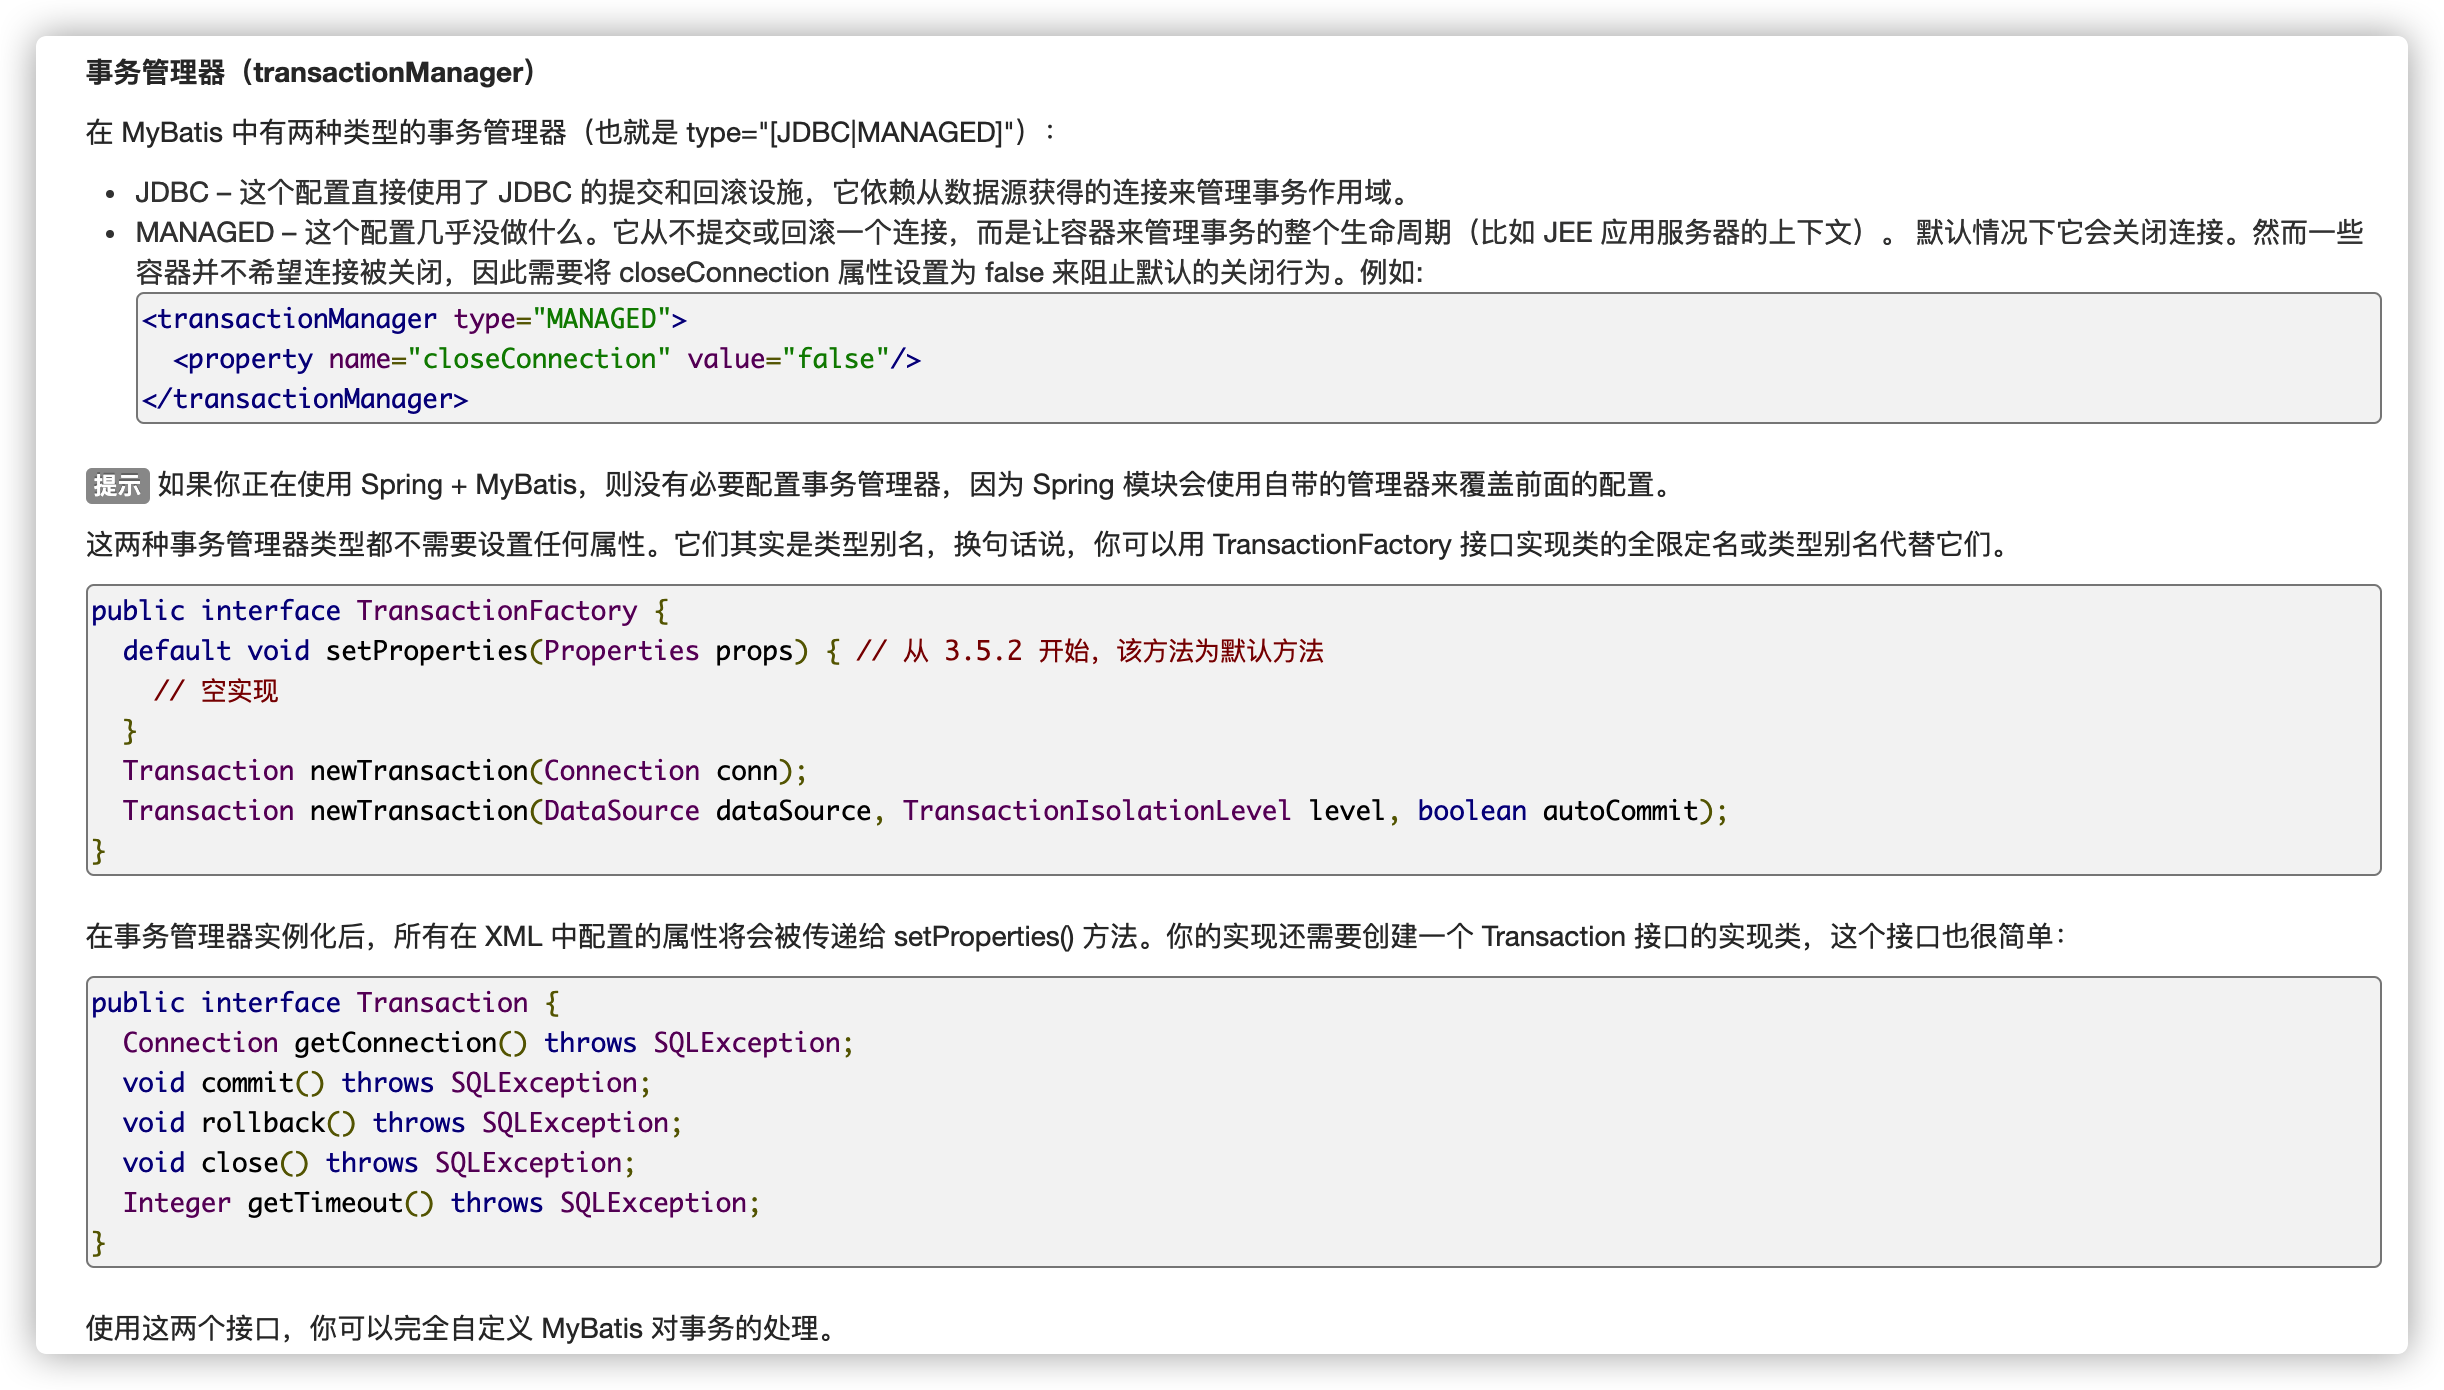 事务管理器（transactionManager）
在 MyBatis 中有两种类型的事务管理器（也就是 type="[JDBC|MANAGED]"）：
• JDBC – 这个配置直接使用了 JDBC 的提交和回滚设施，它依赖从数据源获得的连接来管理事务作用域。
• MANAGED – 这个配置几乎没做什么。它从不提交或回滚一个连接，而是让容器来管理事务的整个生命周期（比如 JEE 应用服务器的上下文）。 默认情况下它会关闭连接。然而一些
容器并不希望连接被关闭，因此需要将 closeConnection 属性设置为 false 来阻止默认的关闭行为。例如:
<transactionManager type="MANAGED">
  <property name="closeConnection" value="false"/>
</transactionManager>
提示 如果你正在使用 Spring + MyBatis，则没有必要配置事务管理器，因为 Spring 模块会使用自带的管理器来覆盖前面的配置。
这两种事务管理器类型都不需要设置任何属性。它们其实是类型别名，换句话说，你可以用 TransactionFactory 接口实现类的全限定名或类型别名代替它们。
public interface TransactionFactory {
  default void setProperties(Properties props) { // 从 3.5.2 开始，该方法为默认方法
    // 空实现
  }
  Transaction newTransaction(Connection conn);
  Transaction newTransaction(DataSource dataSource, TransactionIsolationLevel level, boolean autoCommit);
}
在事务管理器实例化后，所有在 XML 中配置的属性将会被传递给 setProperties() 方法。你的实现还需要创建一个 Transaction 接口的实现类，这个接口也很简单：
public interface Transaction {
  Connection getConnection() throws SQLException;
  void commit() throws SQLException;
  void rollback() throws SQLException;
  void close() throws SQLException;
  Integer getTimeout() throws SQLException;
}
使用这两个接口，你可以完全自定义 MyBatis 对事务的处理。